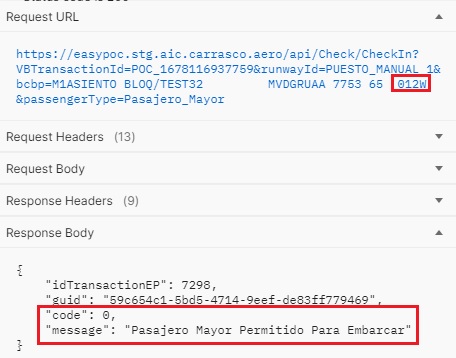 Request URL
https://easypoc.stg.aic.carrasco.aero/api/Check/CheckIn?
VBTransactionId=POC_1678116937759&runwayId=PUESTO_MANUAL_1&
bcbp=M1ASIENTO BLOQ/TEST32 MVDGRUAA 7753 65 012W
&passengerType=Pasajero_Mayor
Request Headers (13)
Request Body
Response Headers (9)
Response Body
{
"idTransactionEP": 7298,
"guid": "59c654c1-5bd5-4714-9eef-de83ff779469",
"code": 0,
"message": "Pasajero Mayor Permitido Para Embarcar"
}